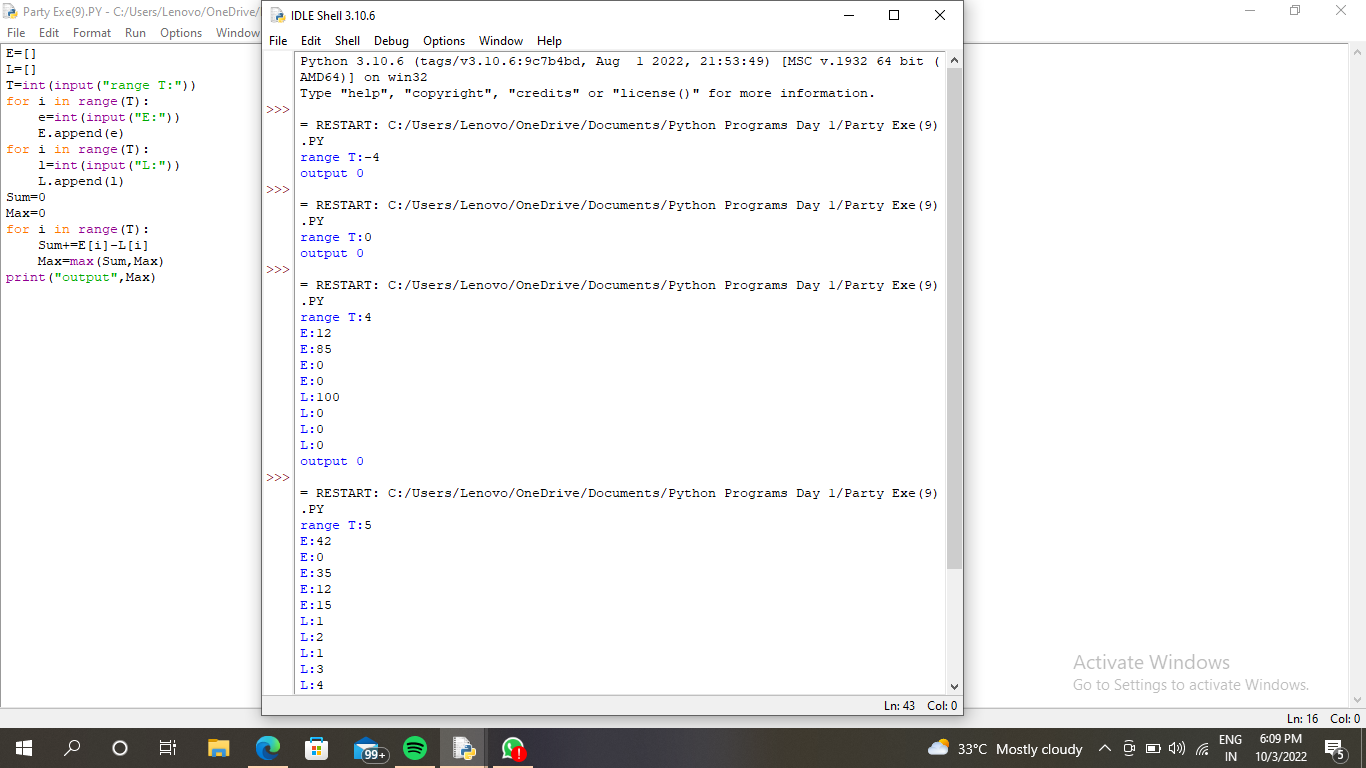 Party Exe(9).PY - C:/Users/Lenovo/OneDrive/
File Edit Format Run Options Window
E=[]
L=[]
T=int(input("range T:"))
for i in range(T):
    e=int(input("E:"))
    E.append(e)
for i in range(T):
    l=int(input("L:"))
    L.append(l)
Sum=0
Max=0
for i in range(T):
    Sum+=E[i]-L[i]
    Max=max(Sum,Max)
print("output",Max)
IDLE Shell 3.10.6
File Edit Shell Debug Options Window Help
Python 3.10.6 (tags/v3.10.6:9c7b4bd, Aug  1 2022, 21:53:49) [MSC v.1932 64 bit (
AMD64)] on win32
Type "help", "copyright", "credits" or "license()" for more information.
>>>
= RESTART: C:/Users/Lenovo/OneDrive/Documents/Python Programs Day 1/Party Exe(9)
.PY
range T:-4
output 0
>>>
= RESTART: C:/Users/Lenovo/OneDrive/Documents/Python Programs Day 1/Party Exe(9)
.PY
range T:0
output 0
>>>
= RESTART: C:/Users/Lenovo/OneDrive/Documents/Python Programs Day 1/Party Exe(9)
.PY
range T:4
E:12
E:85
E:0
E:0
L:100
L:0
L:0
L:0
output 0
>>>
= RESTART: C:/Users/Lenovo/OneDrive/Documents/Python Programs Day 1/Party Exe(9)
.PY
range T:5
E:42
E:0
E:35
E:12
E:15
L:1
L:2
L:1
L:3
L:4
Ln: 43 Col: 0
Activate Windows
Go to Settings to activate Windows.
Ln: 16 Col: 0
99+
33°C Mostly cloudy
ENG
IN
6:09 PM
10/3/2022
5